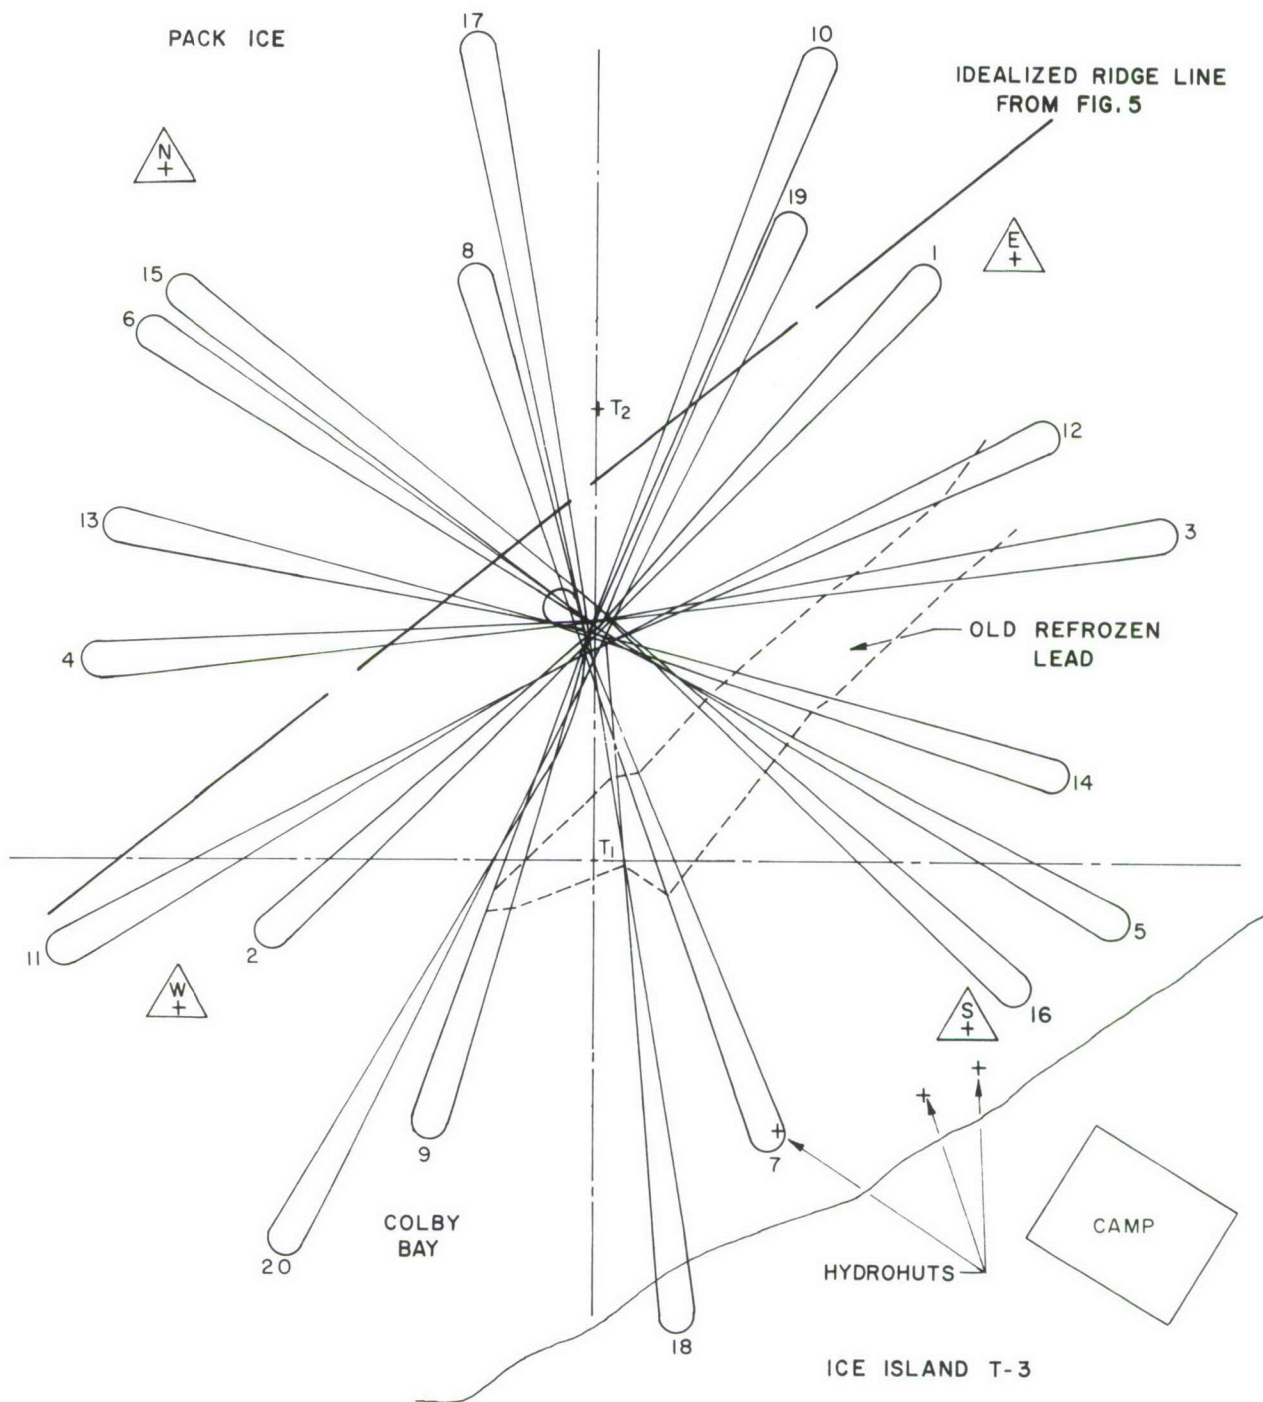 17
PACK ICE
10
IDEALIZED RIDGE LINE
FROM FIG. 5
N
19
E
8
1
15
6
T2
12
13
3
OLD REFROZEN
LEAD
4
14
T1
5
11
2
W
S
16
9
7
COLBY
BAY
CAMP
20
HYDROHUTS
18
ICE ISLAND T-3